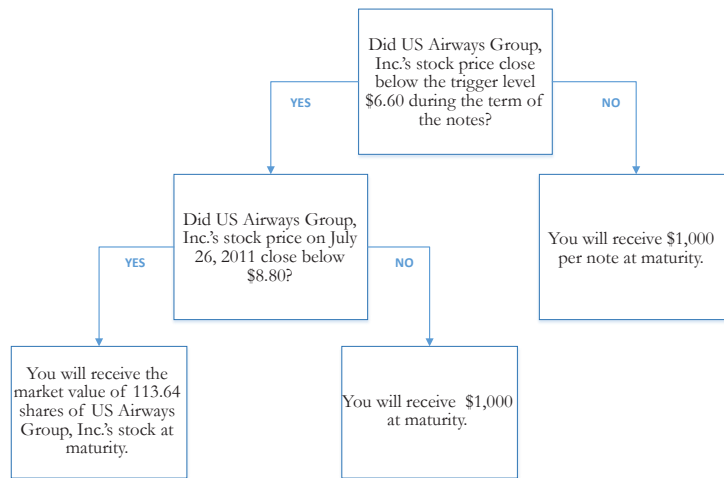 Did US Airways Group,
Inc.'s stock price close
below the trigger level
$6.60 during the term of
the notes?
YES
NO
Did US Airways Group,
Inc.'s stock price on July
26, 2011 close below
$8.80?
You will receive $1,000
per note at maturity.
YES
NO
You will receive the
market value of 113.64
shares of US Airways
Group, Inc.'s stock at
maturity.
You will receive $1,000
at maturity.